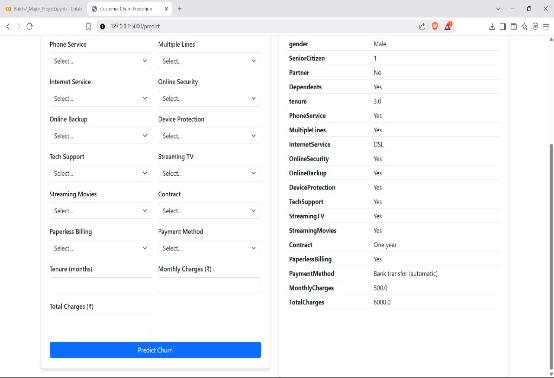 Customer Churn Prediction
127.0.0.1:5000/predict
Phone Service Multiple Lines
Select... Select...
Internet Service Online Security
Select... Select...
Online Backup Device Protection
Select... Select...
Tech Support Streaming TV
Select... Select...
Streaming Movies Contract
Select... Select...
Paperless Billing Payment Method
Select... Select...
Tenure (months) Monthly Charges (₹)
Total Charges (₹)
Predict Churn
gender Male
SeniorCitizen 1
Partner No
Dependents Yes
tenure 3.0
PhoneService Yes
MultipleLines Yes
InternetService DSL
OnlineSecurity Yes
OnlineBackup Yes
DeviceProtection Yes
TechSupport Yes
StreamingTV Yes
StreamingMovies Yes
Contract One year
PaperlessBilling Yes
PaymentMethod Bank transfer (automatic)
MonthlyCharges 500.0
TotalCharges 6000.0